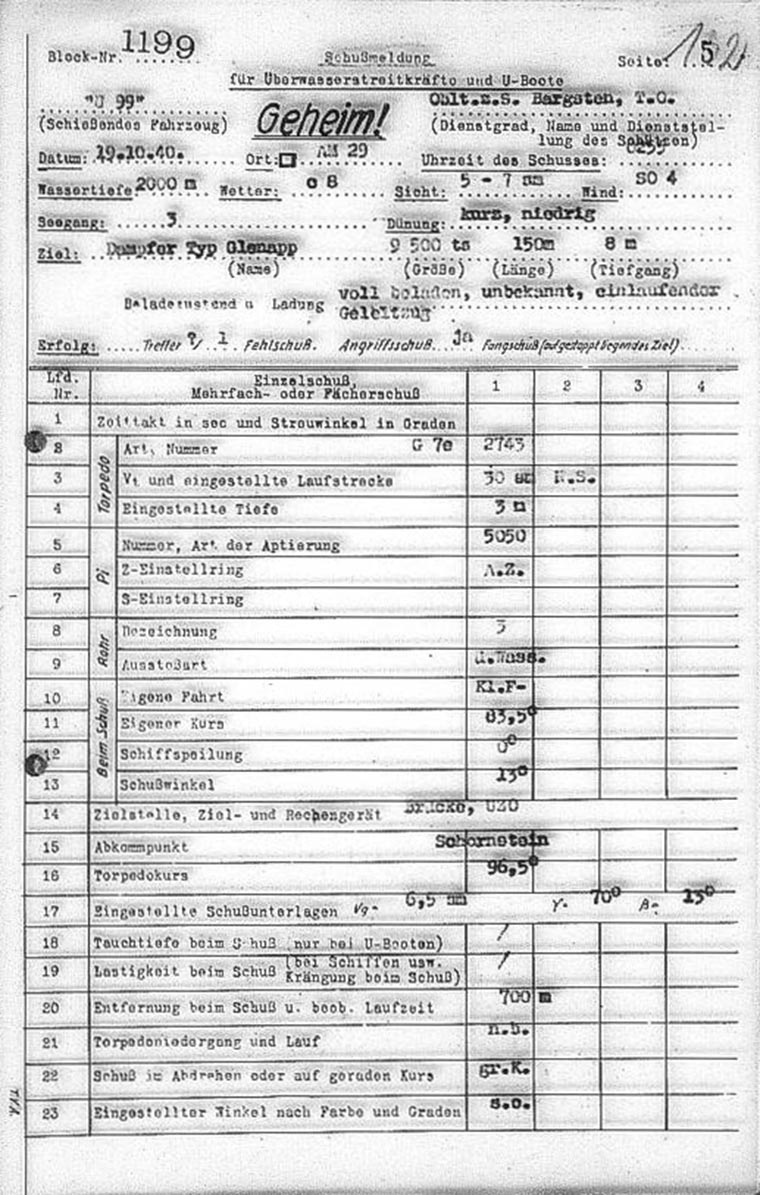 Block-Nr. 1199 Schußmeldung Seite: 152
für Überwasserstreitkräfte und U-Boote
"U 99" Geheim! Oblt.z.S. Bargsten, T.O.
(Schießendes Fahrzeug) (Dienstgrad, Name und Dienststel-
lung des Schützen)
Datum: 19.10.40. Ort: AM 29 Uhrzeit des Schusses:
Wassertiefe 2000 m Wetter: c 8 Sicht: 5 - 7 sm Wind: SO 4
Seegang: 3 Dünung: kurz, niedrig
Ziel: Dampfer Typ Glenapp 9 500 ts 150m 8 m
(Name) (Größe) (Länge) (Tiefgang)
Beladezustand u Ladung voll beladen, unbekannt, einlaufender
Geleitzug
Erfolg: Treffer ?/ 1 Fehlschuß. Angriffsschuß. Ja Fangschuß (auf gestoppt liegendes Ziel)
Lfd. Nr. Einzelschuß, 1 2 3 4
Mehrfach- oder Fächerschuß
1 Zeittakt in sec und Streuwinkel in Graden
Torpedo
2 Art, Nummer G 7e 2743
3 Vt und eingestellte Laufstrecke 30 sm N.S.
4 Eingestellte Tiefe 3 m
Pi
5 Nummer, Art der Aptierung 5050
6 Z-Einstellring A.Z.
7 S-Einstellring
Rohr
8 Bezeichnung 3
9 Ausstoßart d.Wass.
Beim Schuß
10 Eigene Fahrt Kl.F-
11 Eigener Kurs 83,5°
12 Schiffspeilung 0°
13 Schußwinkel 13°
14 Zielstelle, Ziel- und Rechengerät Brücke, UZO
15 Abkommpunkt Schornstein
16 Torpedokurs 96,5°
17 Eingestellte Schußunterlagen Vg- 6,5 sm γ- 70° β- 13°
18 Tauchtiefe beim Schuß (nur bei U-Booten) /
19 Lastigkeit beim Schuß (bei Schiffen usw. /
Krängung beim Schuß)
20 Entfernung beim Schuß u. beob. Laufzeit 700 m
21 Torpedoniedergang und Lauf n.b.
22 Schuß im Abdrehen oder auf geraden Kurs gr.K.
23 Eingestellter Winkel nach Farbe und Graden s.o.